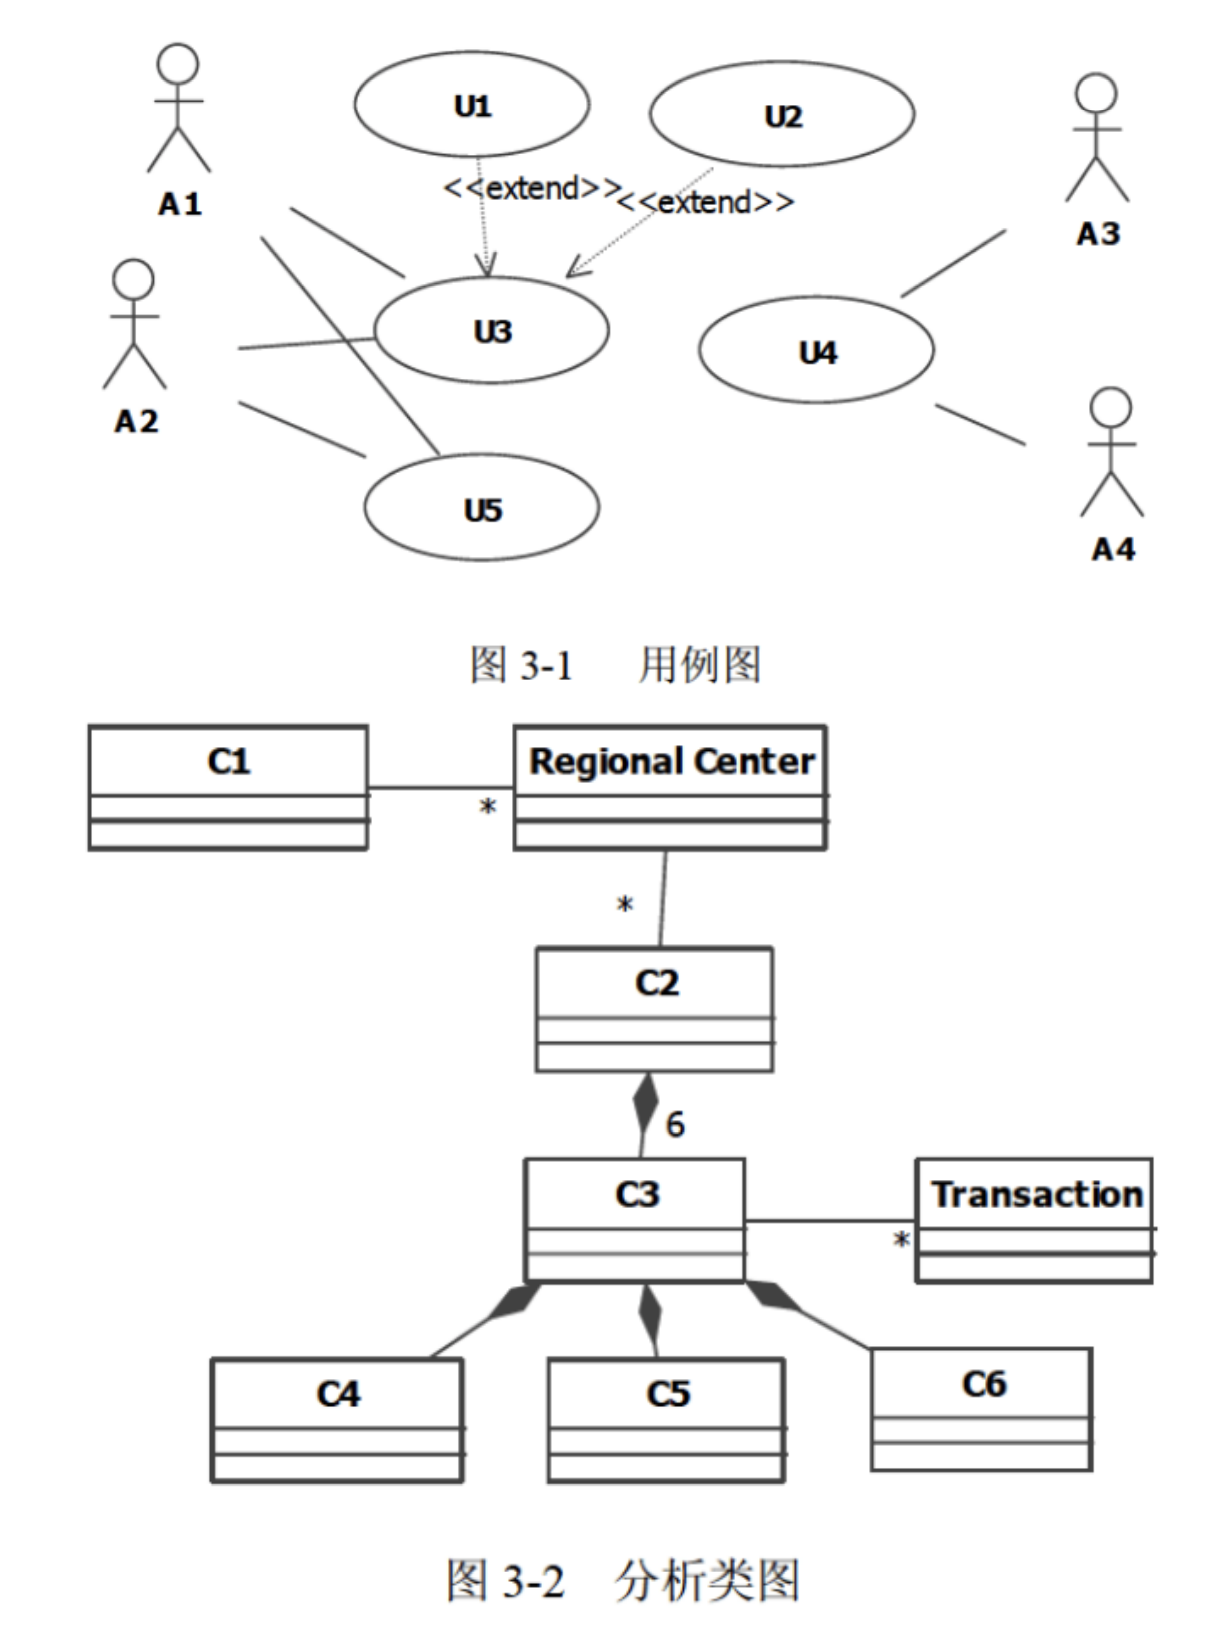 U1
U2
<<extend>>
<<extend>>
A1
A3
U3
U4
A2
U5
A4
图 3-1 用例图
C1
Regional Center
*
*
C2
6
C3
Transaction
*
C4
C5
C6
图 3-2 分析类图